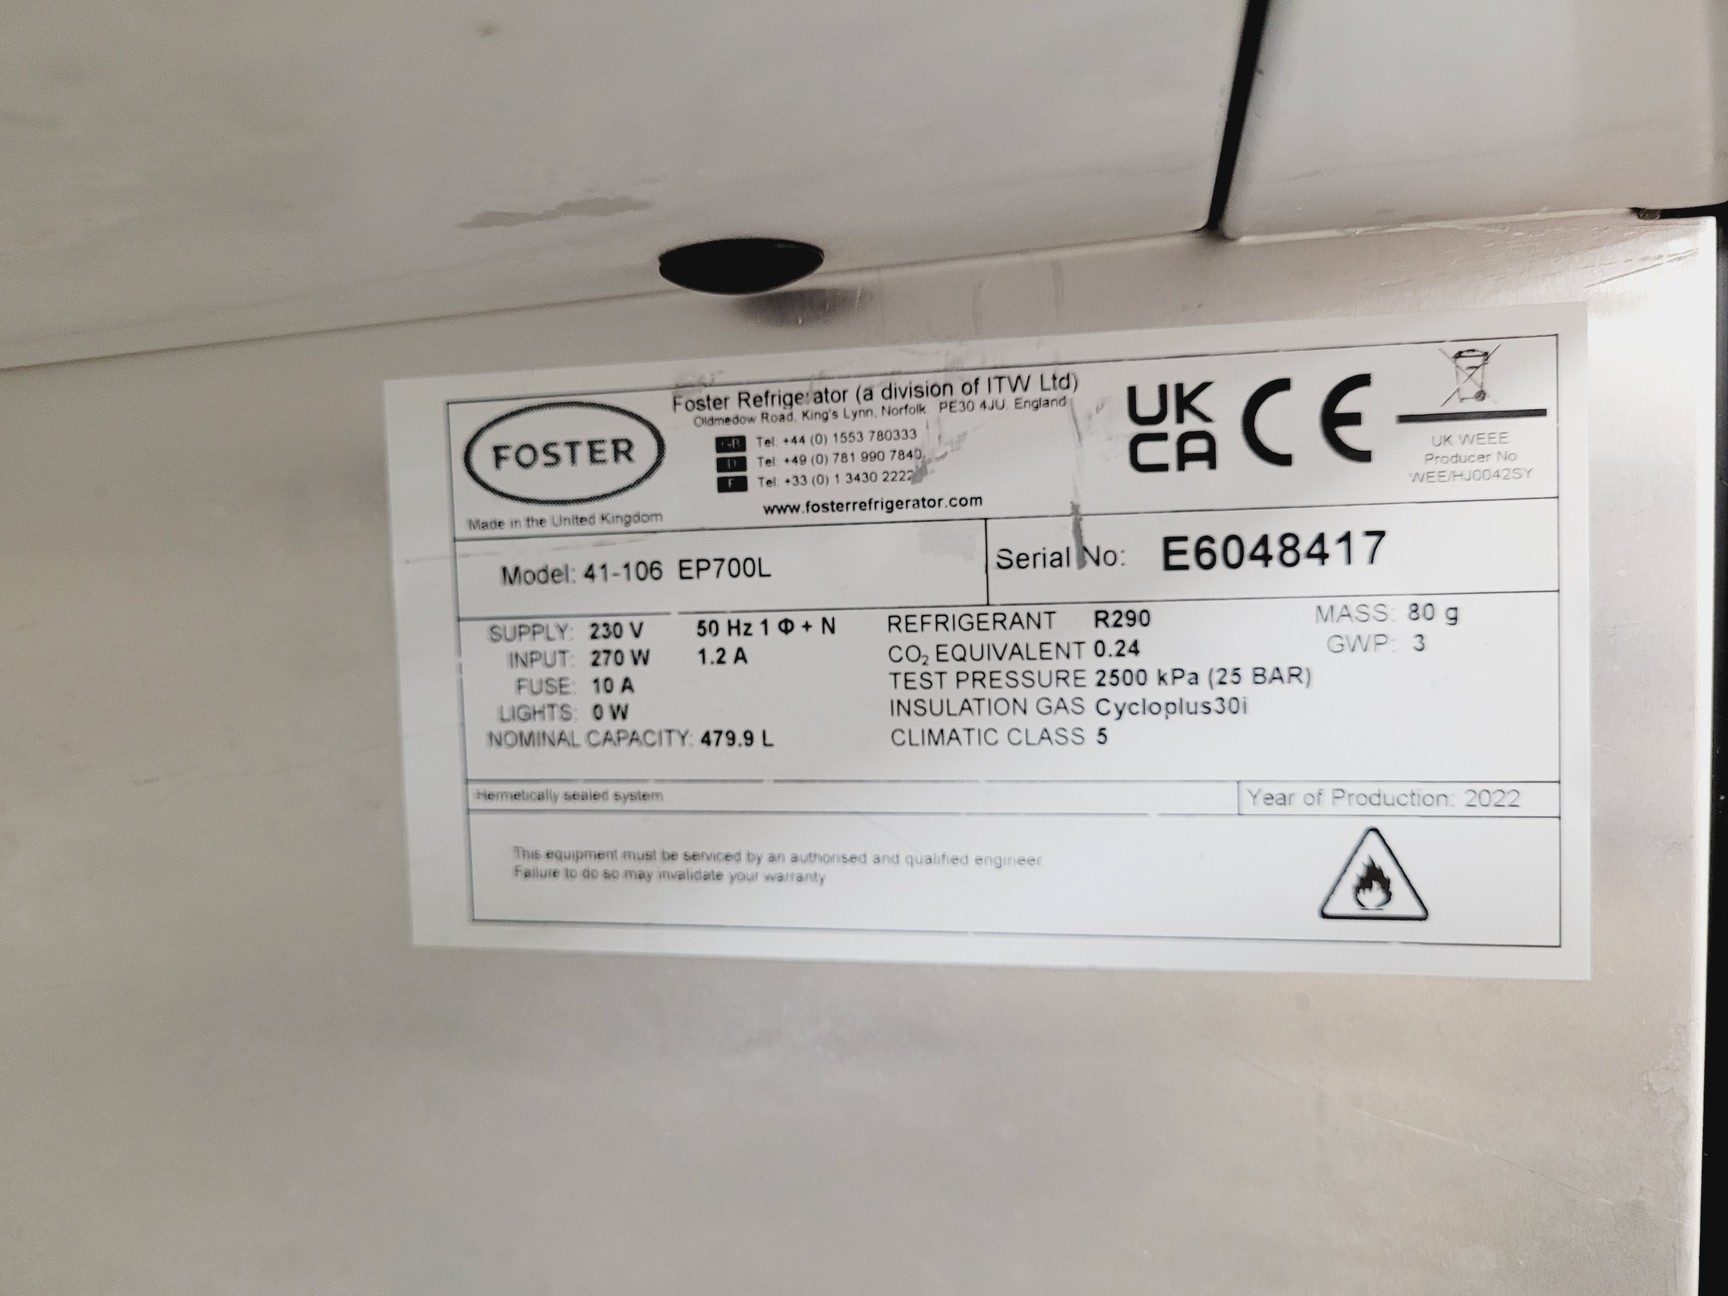 FOSTER
Made in the United Kingdom
Foster Refrigerator (a division of ITW Ltd)
Oldmedow Road, King's Lynn, Norfolk PE30 4JU. England
GB Tel: +44 (0) 1553 780333
D Tel: +49 (0) 781 990 7840
F Tel: +33 (0) 1 3430 2222
www.fosterrefrigerator.com
UK
CA
CE
UK WEEE
Producer No
WEE/HJ0042SY
Model: 41-106 EP700L
Serial No: E6048417
SUPPLY: 230 V 50 Hz 1 Φ + N
INPUT: 270 W 1.2 A
FUSE: 10 A
LIGHTS: 0 W
NOMINAL CAPACITY: 479.9 L
REFRIGERANT R290 MASS: 80 g
CO₂ EQUIVALENT 0.24 GWP: 3
TEST PRESSURE 2500 kPa (25 BAR)
INSULATION GAS Cycloplus30i
CLIMATIC CLASS 5
Hermetically sealed system
Year of Production: 2022
This equipment must be serviced by an authorised and qualified engineer
Failure to do so may invalidate your warranty